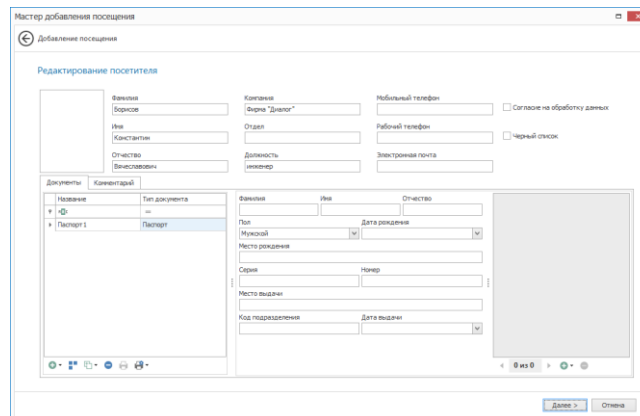 Мастер добавления посещения
Добавление посещения
Редактирование посетителя
Фамилия Компания Мобильный телефон
Борисов Фирма "Диалог" Согласие на обработку данных
Имя Отдел Рабочий телефон
Константин Черный список
Отчество Должность Электронная почта
Вячеславович инженер
Документы Комментарий
Название Тип документа Фамилия Имя Отчество
Паспорт1 Паспорт Пол Дата рождения
Мужской
Место рождения
Серия Номер
Место выдачи
Код подразделения Дата выдачи
0 из 0
Далее > Отмена